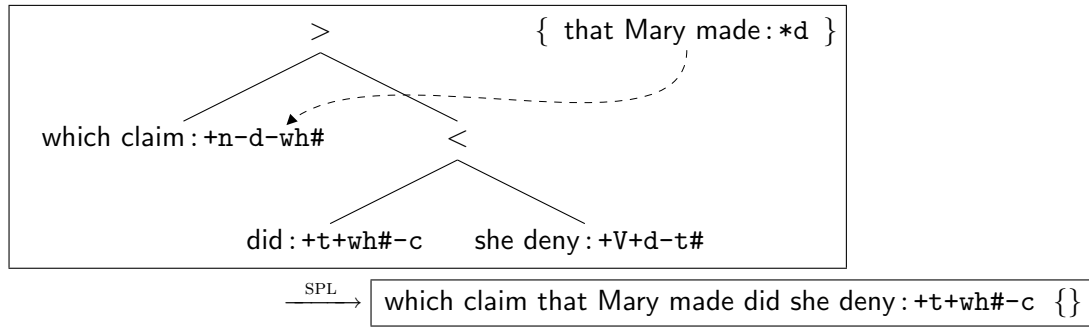 > { that Mary made : *d }
which claim : +n-d-wh# <
did : +t+wh#-c she deny : +V+d-t#
SPL
which claim that Mary made did she deny : +t+wh#-c {}